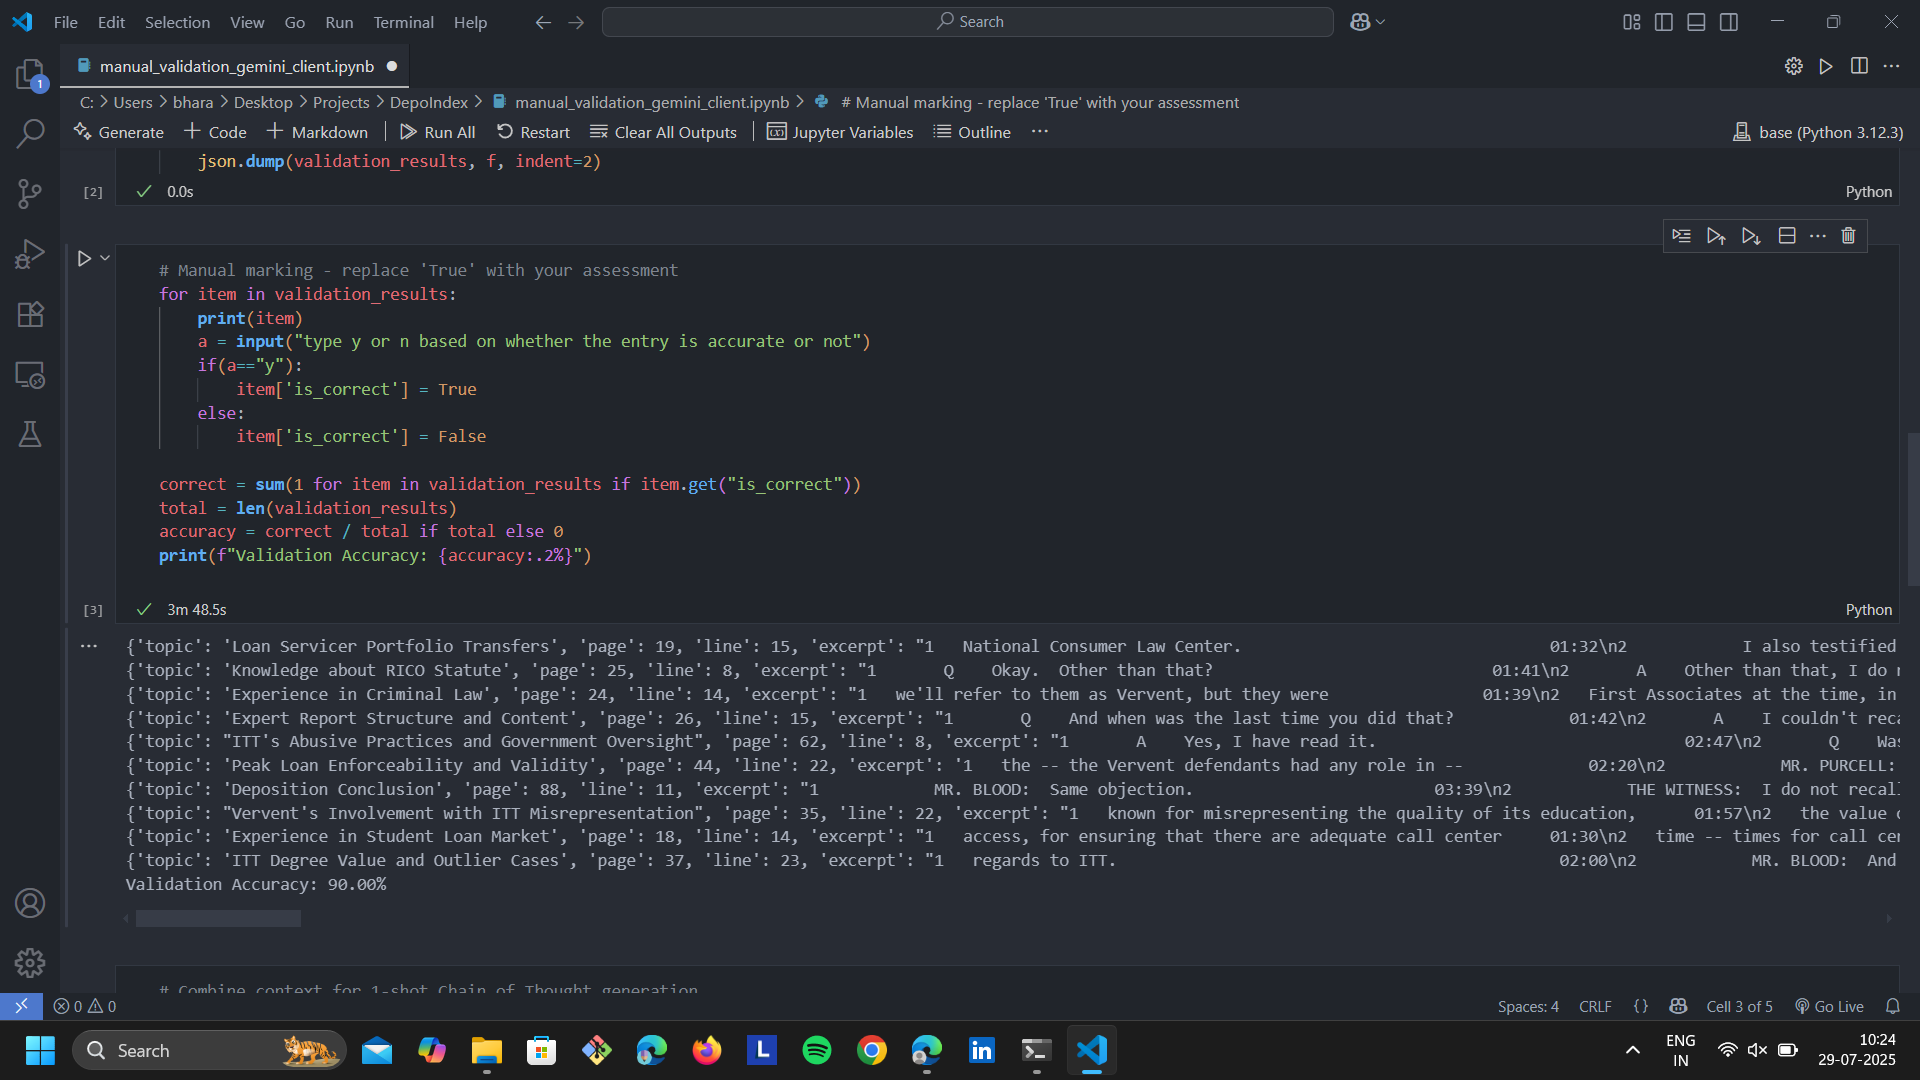 File Edit Selection View Go Run Terminal Help Search
manual_validation_gemini_client.ipynb
1
C: > Users > bhara > Desktop > Projects > DepoIndex > manual_validation_gemini_client.ipynb > # Manual marking - replace 'True' with your assessment
Generate + Code + Markdown Run All Restart Clear All Outputs Jupyter Variables Outline ... base (Python 3.12.3)
json.dump(validation_results, f, indent=2)
[2] 0.0s Python
# Manual marking - replace 'True' with your assessment
for item in validation_results:
print(item)
a = input("type y or n based on whether the entry is accurate or not")
if(a=="y"):
item['is_correct'] = True
else:
item['is_correct'] = False
correct = sum(1 for item in validation_results if item.get("is_correct"))
total = len(validation_results)
accuracy = correct / total if total else 0
print(f"Validation Accuracy: {accuracy:.2%}")
[3] 3m 48.5s Python
{'topic': 'Loan Servicer Portfolio Transfers', 'page': 19, 'line': 15, 'excerpt': "1 National Consumer Law Center. 01:32\n2 I also testified
{'topic': 'Knowledge about RICO Statute', 'page': 25, 'line': 8, 'excerpt': "1 Q Okay. Other than that? 01:41\n2 A Other than that, I do
{'topic': 'Experience in Criminal Law', 'page': 24, 'line': 14, 'excerpt': "1 we'll refer to them as Vervent, but they were 01:39\n2 First Associates at the time, in
{'topic': 'Expert Report Structure and Content', 'page': 26, 'line': 15, 'excerpt': "1 Q And when was the last time you did that? 01:42\n2 A I couldn't
{'topic': "ITT's Abusive Practices and Government Oversight", 'page': 62, 'line': 8, 'excerpt': "1 A Yes, I have read it. 02:47\n2 Q
{'topic': 'Peak Loan Enforceability and Validity', 'page': 44, 'line': 22, 'excerpt': '1 the -- the Vervent defendants had any role in -- 02:20\n2 MR. PURCELL:
{'topic': 'Deposition Conclusion', 'page': 88, 'line': 11, 'excerpt': "1 MR. BLOOD: Same objection. 03:39\n2 THE WITNESS: I do not
{'topic': "Vervent's Involvement with ITT Misrepresentation", 'page': 35, 'line': 22, 'excerpt': "1 known for misrepresenting the quality of its education, 01:57\n2 the value
{'topic': 'Experience in Student Loan Market', 'page': 18, 'line': 14, 'excerpt': "1 access, for ensuring that there are adequate call center 01:30\n2 time -- times for call
{'topic': 'ITT Degree Value and Outlier Cases', 'page': 37, 'line': 23, 'excerpt': "1 regards to ITT. 02:00\n2 MR. BLOOD: And
Validation Accuracy: 90.00%
# Combine context for 1-shot Chain of Thought generation
0 0 Spaces: 4 CRLF {} Cell 3 of 5 Go Live
Search L in ENG 10:24
IN 29-07-2025